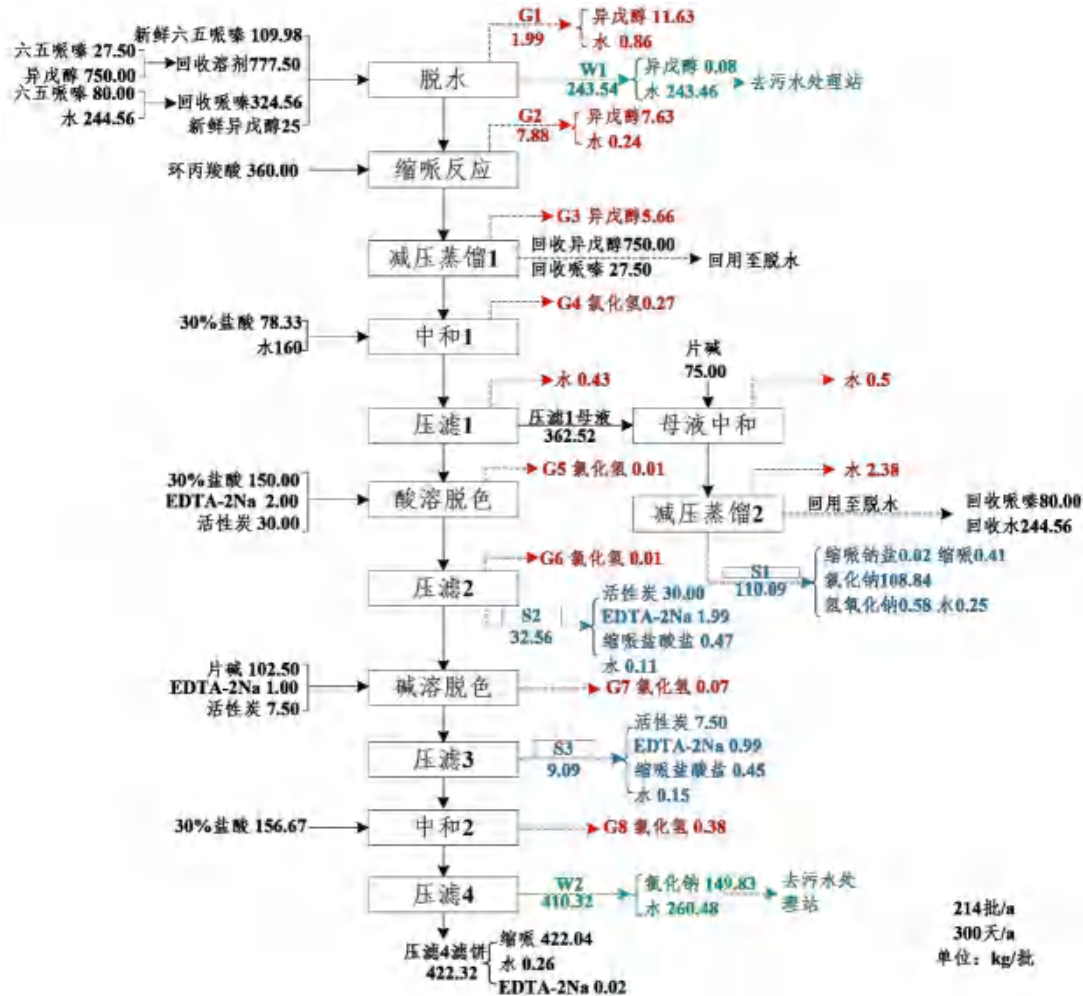 新鲜六五哌嗪 109.98
六五哌嗪 27.50
异戊醇 750.00
回收溶剂777.50
六五哌嗪 80.00
水 244.56
回收哌嗪324.56
新鲜异戊醇25
脱水
G1
1.99
异戊醇 11.63
水 0.86
W1
243.54
异戊醇 0.08
水 243.46
去污水处理站
G2
7.88
异戊醇7.63
水 0.24
环丙羧酸 360.00
缩哌反应
G3 异戊醇5.66
减压蒸馏1
回收异戊醇750.00
回收哌嗪 27.50
回用至脱水
G4 氯化氢0.27
30%盐酸 78.33
水160
中和1
水 0.43
压滤1
压滤1母液
362.52
片碱
75.00
母液中和
水 0.5
G5 氯化氢 0.01
30%盐酸 150.00
EDTA-2Na 2.00
活性炭 30.00
酸溶脱色
水 2.38
减压蒸馏2
回用至脱水
回收哌嗪80.00
回收水244.56
S1
110.09
缩哌钠盐0.02 缩哌0.41
氯化钠108.84
氢氧化钠0.58 水0.25
G6 氯化氢 0.01
压滤2
S2
32.56
活性炭 30.00
EDTA-2Na 1.99
缩哌盐酸盐 0.47
水 0.11
片碱 102.50
EDTA-2Na 1.00
活性炭 7.50
碱溶脱色
G7 氯化氢 0.07
压滤3
S3
9.09
活性炭 7.50
EDTA-2Na 0.99
缩哌盐酸盐 0.45
水 0.15
30%盐酸 156.67
中和2
G8 氯化氢 0.38
压滤4
W2
410.32
氯化钠 149.83
水 260.48
去污水处
理站
压滤4滤饼
422.32
缩哌 422.04
水 0.26
EDTA-2Na 0.02
214批/a
300天/a
单位：kg/批